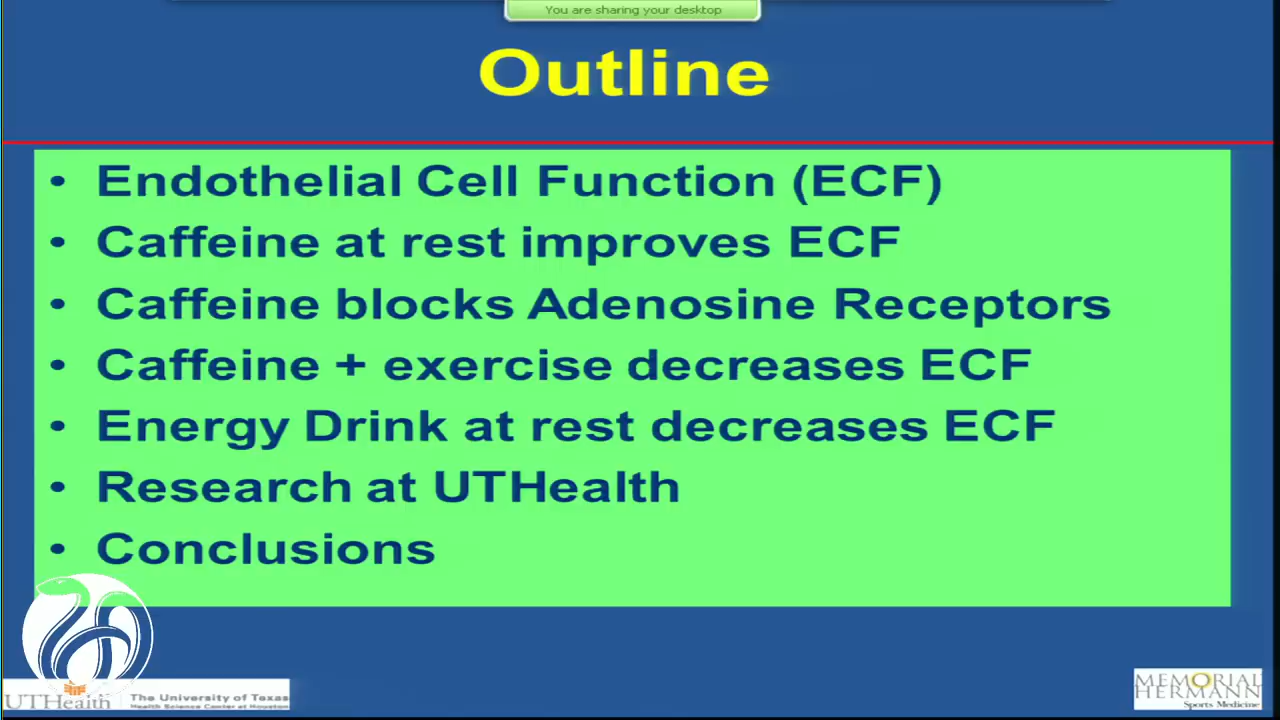 You are sharing your desktop
Outline
• Endothelial Cell Function (ECF)
• Caffeine at rest improves ECF
• Caffeine blocks Adenosine Receptors
• Caffeine + exercise decreases ECF
• Energy Drink at rest decreases ECF
• Research at UTHealth
• Conclusions
UTHealth
The University of Texas
Health Science Center at Houston
MEMORIAL
HERMANN
Sports Medicine